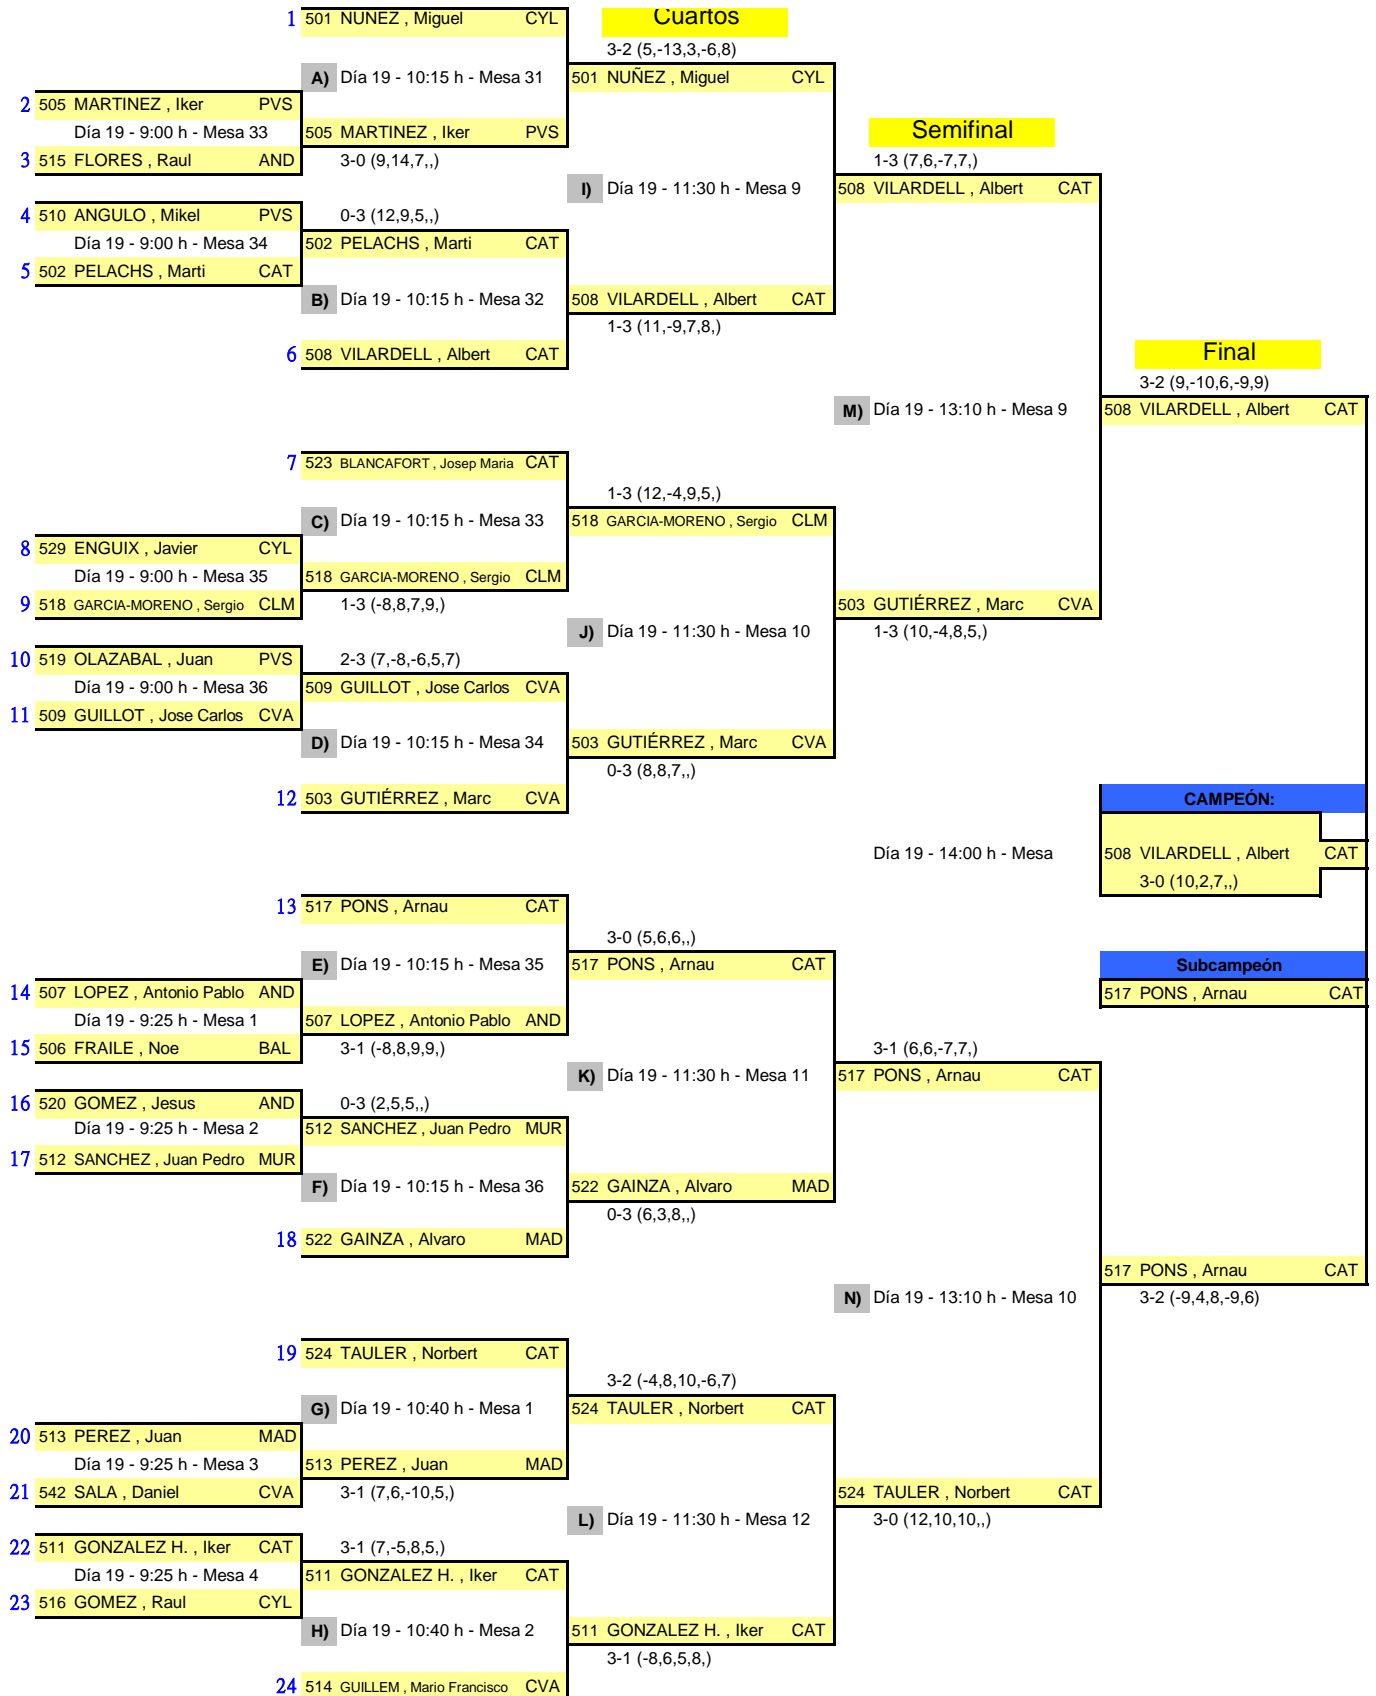 1 501 NUÑEZ , Miguel CYL
Cuartos
3-2 (5,-13,3,-6,8)
A) Día 19 - 10:15 h - Mesa 31
501 NUÑEZ , Miguel CYL
2 505 MARTINEZ , Iker PVS
Día 19 - 9:00 h - Mesa 33
505 MARTINEZ , Iker PVS
Semifinal
3 515 FLORES , Raul AND
3-0 (9,14,7,,)
1-3 (7,6,-7,7,)
I) Día 19 - 11:30 h - Mesa 9
508 VILARDELL , Albert CAT
4 510 ANGULO , Mikel PVS
0-3 (12,9,5,,)
Día 19 - 9:00 h - Mesa 34
502 PELACHS , Marti CAT
5 502 PELACHS , Marti CAT
B) Día 19 - 10:15 h - Mesa 32
508 VILARDELL , Albert CAT
1-3 (11,-9,7,8,)
6 508 VILARDELL , Albert CAT
Final
3-2 (9,-10,6,-9,9)
M) Día 19 - 13:10 h - Mesa 9
508 VILARDELL , Albert CAT
7 523 BLANCAFORT , Josep Maria CAT
1-3 (12,-4,9,5,)
C) Día 19 - 10:15 h - Mesa 33
518 GARCIA-MORENO , Sergio CLM
8 529 ENGUIX , Javier CYL
Día 19 - 9:00 h - Mesa 35
518 GARCIA-MORENO , Sergio CLM
9 518 GARCIA-MORENO , Sergio CLM
1-3 (-8,8,7,9,)
503 GUTIÉRREZ , Marc CVA
J) Día 19 - 11:30 h - Mesa 10
1-3 (10,-4,8,5,)
10 519 OLAZABAL , Juan PVS
2-3 (7,-8,-6,5,7)
Día 19 - 9:00 h - Mesa 36
509 GUILLOT , Jose Carlos CVA
11 509 GUILLOT , Jose Carlos CVA
D) Día 19 - 10:15 h - Mesa 34
503 GUTIÉRREZ , Marc CVA
0-3 (8,8,7,,)
12 503 GUTIÉRREZ , Marc CVA
CAMPEÓN:
Día 19 - 14:00 h - Mesa
508 VILARDELL , Albert CAT
3-0 (10,2,7,,)
13 517 PONS , Arnau CAT
3-0 (5,6,6,,)
E) Día 19 - 10:15 h - Mesa 35
517 PONS , Arnau CAT
Subcampeón
14 507 LOPEZ , Antonio Pablo AND
517 PONS , Arnau CAT
Día 19 - 9:25 h - Mesa 1
507 LOPEZ , Antonio Pablo AND
15 506 FRAILE , Noe BAL
3-1 (-8,8,9,9,)
3-1 (6,6,-7,7,)
K) Día 19 - 11:30 h - Mesa 11
517 PONS , Arnau CAT
16 520 GOMEZ , Jesus AND
0-3 (2,5,5,,)
Día 19 - 9:25 h - Mesa 2
512 SANCHEZ , Juan Pedro MUR
17 512 SANCHEZ , Juan Pedro MUR
F) Día 19 - 10:15 h - Mesa 36
522 GAINZA , Alvaro MAD
0-3 (6,3,8,,)
18 522 GAINZA , Alvaro MAD
517 PONS , Arnau CAT
N) Día 19 - 13:10 h - Mesa 10
3-2 (-9,4,8,-9,6)
19 524 TAULER , Norbert CAT
3-2 (-4,8,10,-6,7)
G) Día 19 - 10:40 h - Mesa 1
524 TAULER , Norbert CAT
20 513 PEREZ , Juan MAD
Día 19 - 9:25 h - Mesa 3
513 PEREZ , Juan MAD
21 542 SALA , Daniel CVA
3-1 (7,6,-10,5,)
524 TAULER , Norbert CAT
L) Día 19 - 11:30 h - Mesa 12
3-0 (12,10,10,,)
22 511 GONZALEZ H. , Iker CAT
3-1 (7,-5,8,5,)
Día 19 - 9:25 h - Mesa 4
511 GONZALEZ H. , Iker CAT
23 516 GOMEZ , Raul CYL
H) Día 19 - 10:40 h - Mesa 2
511 GONZALEZ H. , Iker CAT
3-1 (-8,6,5,8,)
24 514 GUILLEM , Mario Francisco CVA